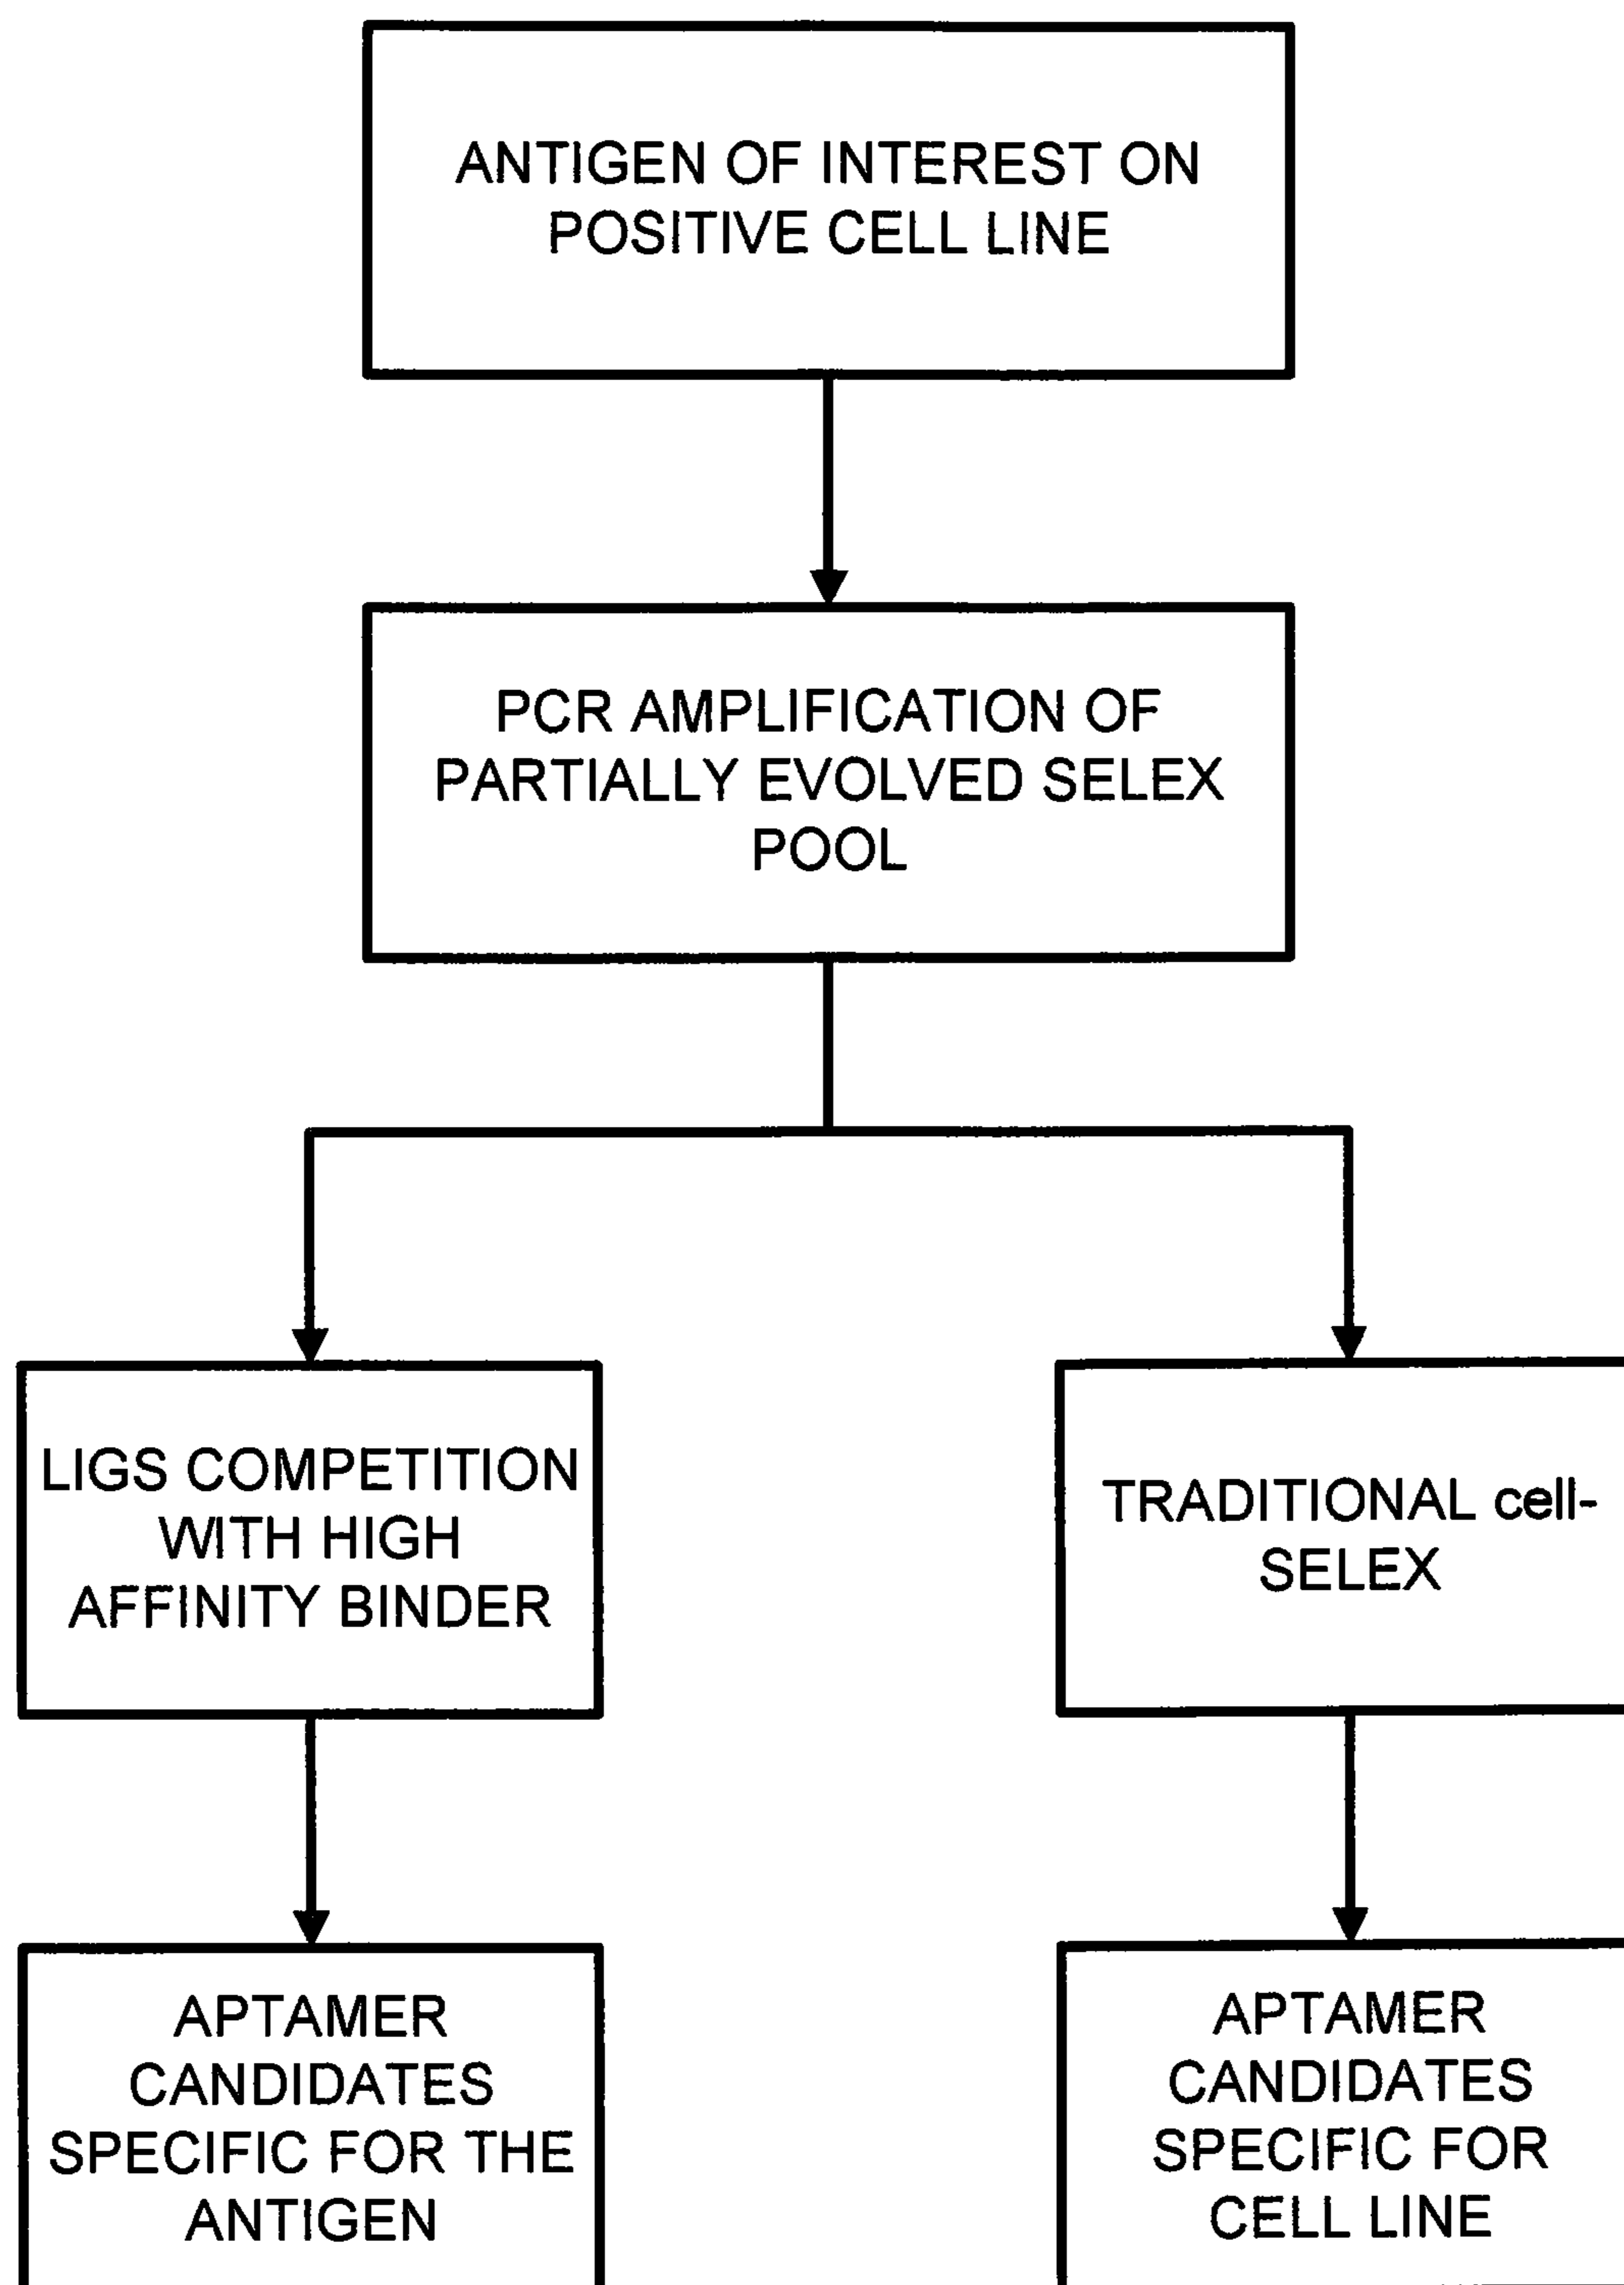 ANTIGEN OF INTEREST ON
POSITIVE CELL LINE
PCR AMPLIFICATION OF
PARTIALLY EVOLVED SELEX
POOL
LIGS COMPETITION
WITH HIGH
AFFINITY BINDER
TRADITIONAL cell-
SELEX
APTAMER
CANDIDATES
SPECIFIC FOR THE
ANTIGEN
APTAMER
CANDIDATES
SPECIFIC FOR
CELL LINE